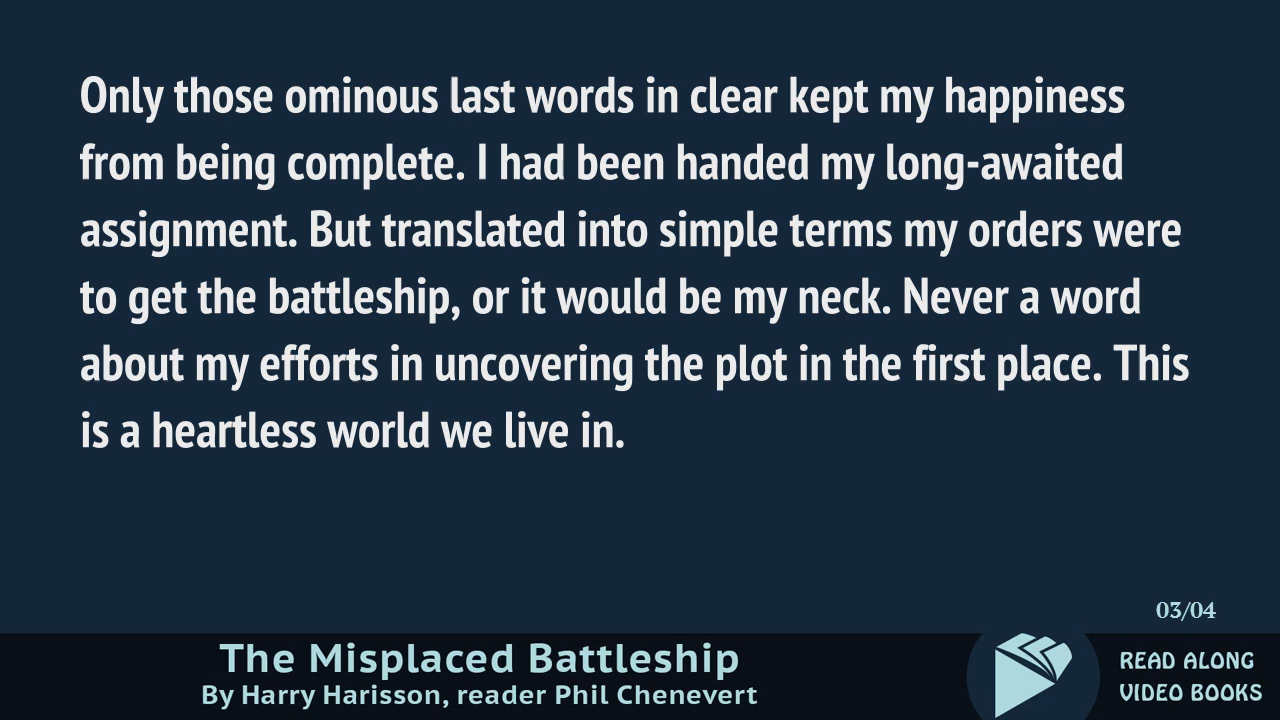 Only those ominous last words in clear kept my happiness
from being complete. I had been handed my long-awaited
assignment. But translated into simple terms my orders were
to get the battleship, or it would be my neck. Never a word
about my efforts in uncovering the plot in the first place. This
is a heartless world we live in.
03/04
The Misplaced Battleship
By Harry Harisson, reader Phil Chenevert
READ ALONG
VIDEO BOOKS